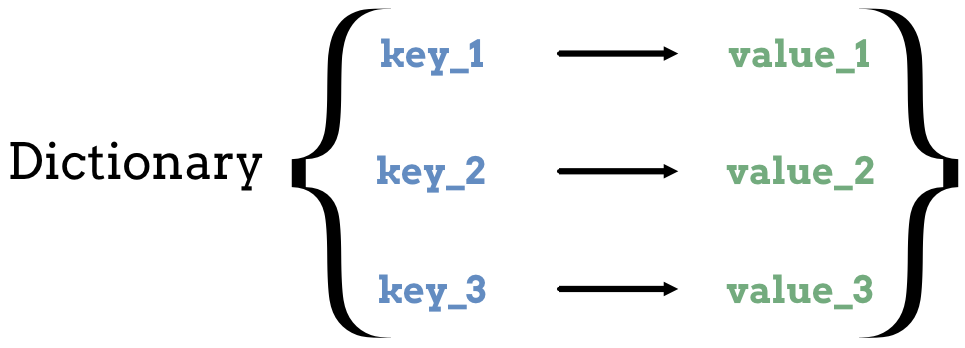 key_1 value_1
Dictionary
key_2 value_2
key_3 value_3